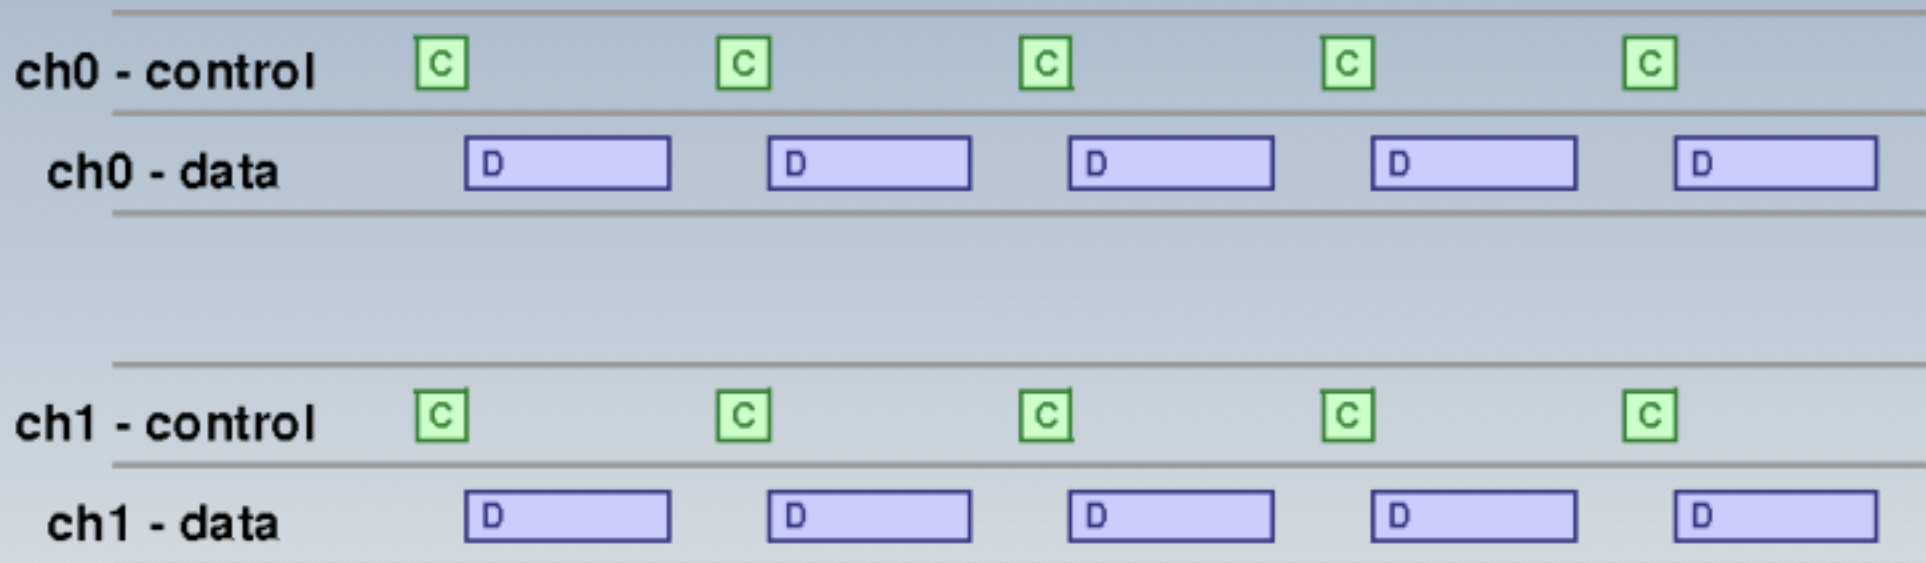 ch0 - control C C C C C
ch0 - data D D D D D
ch1 - control C C C C C
ch1 - data D D D D D